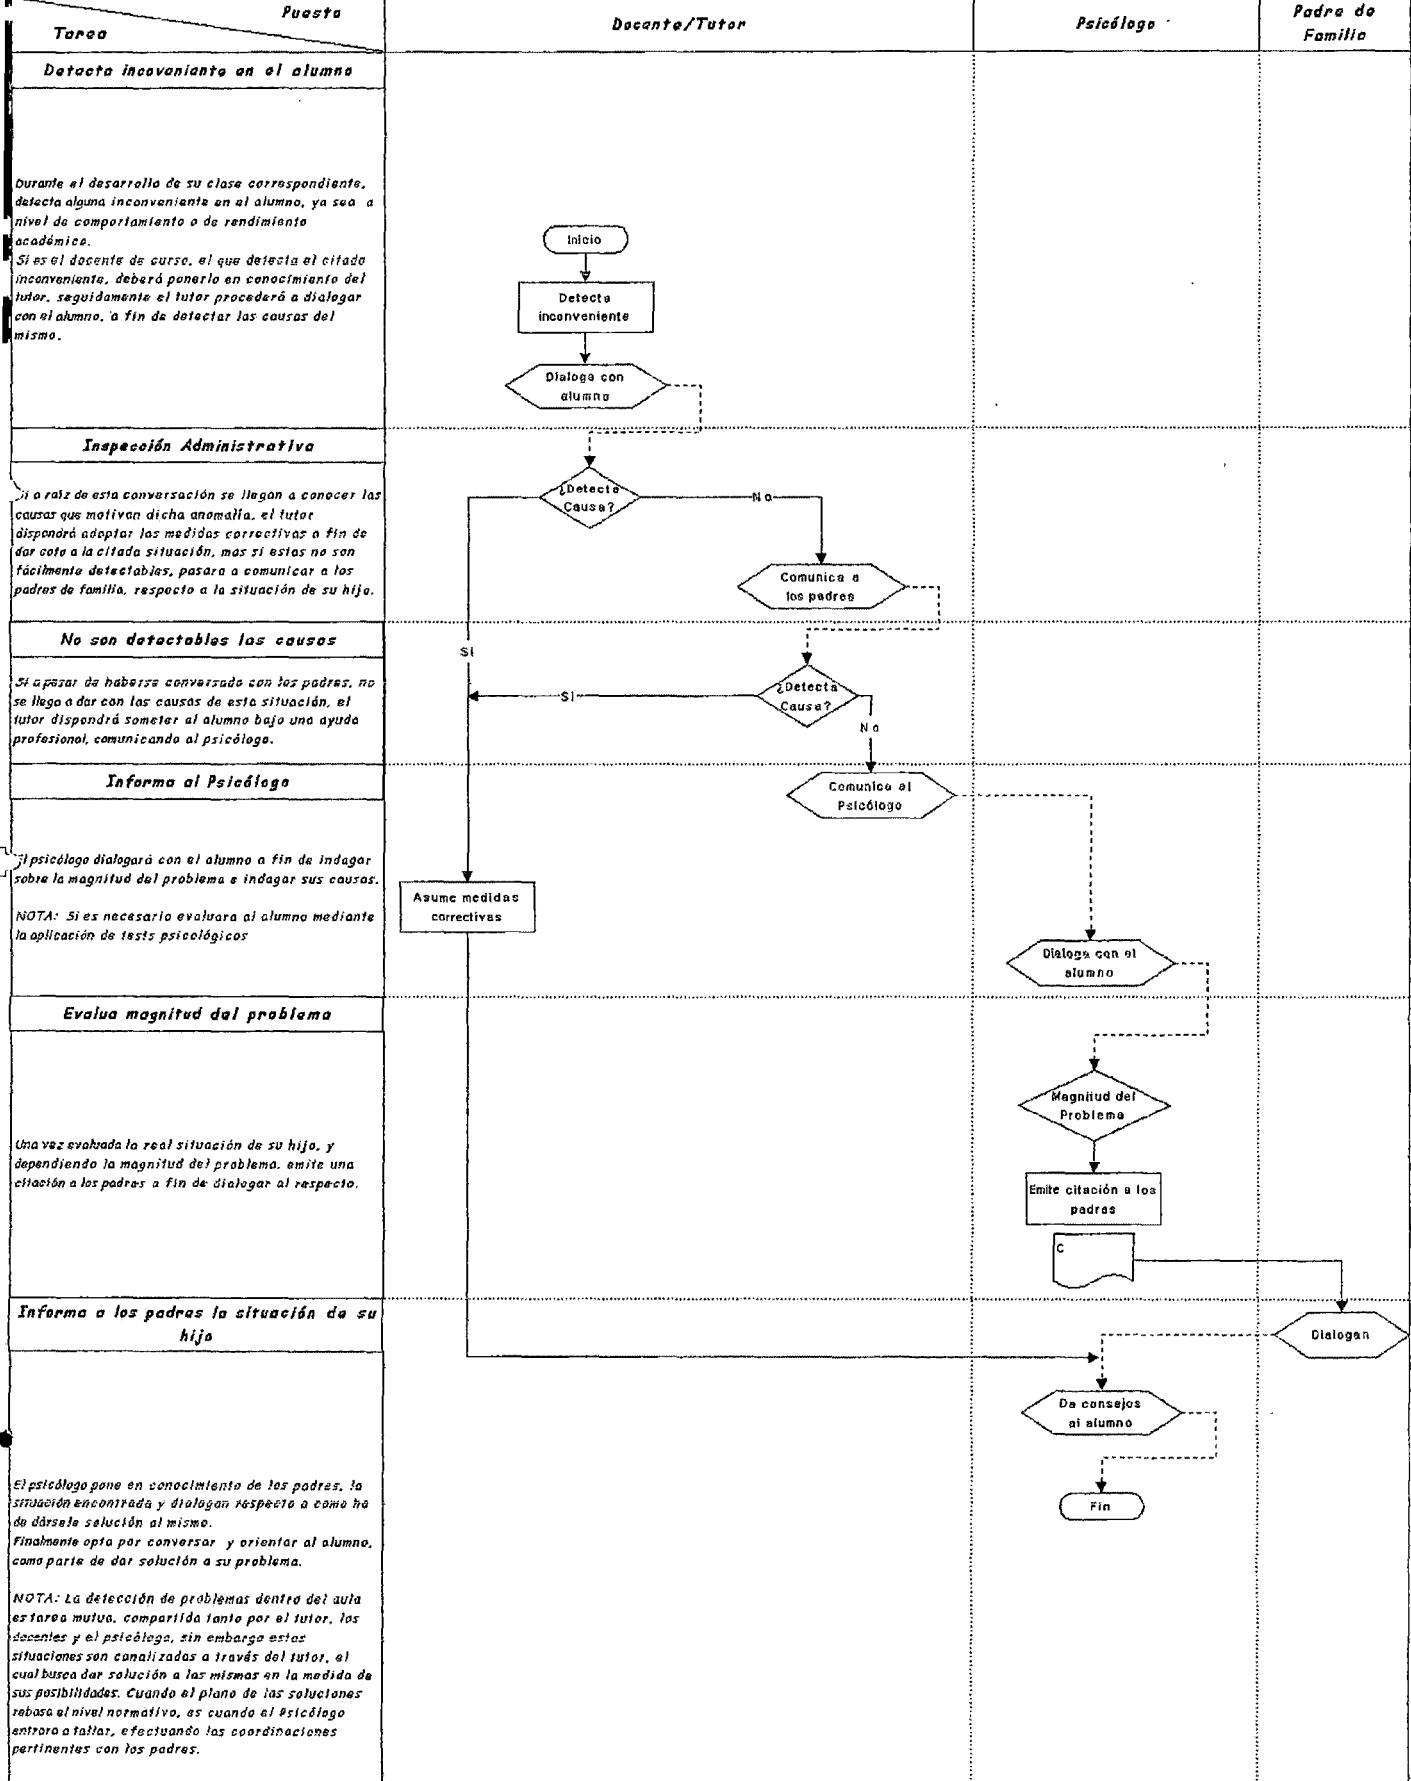 Puesto
Tarea
Docente/Tutor
Psicólogo
Padre de
Familia
Detecta incoveniente en el alumno
Durante el desarrollo de su clase correspondiente,
detecta alguna inconveniente en el alumno, ya sea a
nivel de comportamiento o de rendimiento
académico.
Si es el docente de curso, el que detecta el citado
inconveniente, deberá ponerlo en conocimiento del
tutor, seguidamente el tutor procederá a dialogar
con el alumno, a fin de detectar las causas del
mismo.
Inicio
Detecta
inconveniente
Dialoga con
alumno
Inspección Administrativa
Si a raíz de esta conversación se llegan a conocer las
causas que motivan dicha anomalía, el tutor
dispondrá adoptar las medidas correctivas a fin de
dar coto a la citada situación, mas si estas no son
fácilmente detectables, pasara a comunicar a los
padres de familia, respecto a la situación de su hijo.
¿Detecta
Causa?
No
Comunica a
los padres
No son detectables las causas
Si a pesar de haberse conversado con los padres, no
se llega a dar con las causas de esta situación, el
tutor dispondrá someter al alumno bajo una ayuda
profesional, comunicando al psicólogo.
SI
SI
¿Detecta
Causa?
No
Informa al Psicólogo
El psicólogo dialogará con el alumno a fin de indagar
sobre la magnitud del problema e indagar sus causas.
NOTA: Si es necesario evaluara al alumno mediante
la aplicación de tests psicológicos
Comunica al
Psicólogo
Asume medidas
correctivas
Dialoga con el
alumno
Evalua magnitud del problema
Una vez evaluada la real situación de su hijo, y
dependiendo la magnitud del problema, emite una
citación a los padres a fin de dialogar al respecto.
Magnitud del
Problema
Emite citación a los
padres
C
Informa a los padres la situación de su
hijo
Dialogan
Da consejos
al alumno
Fin
El psicólogo pone en conocimiento de los padres, la
situación encontrada y dialogan respecto a como ha
de dársele solución al mismo.
Finalmente opta por conversar y orientar al alumno,
como parte de dar solución a su problema.
NOTA: La detección de problemas dentro del aula
es tarea mutua, compartida tanto por el tutor, los
docentes y el psicólogo, sin embargo estas
situaciones son canalizadas a través del tutor, el
cual busca dar solución a las mismas en la medida de
sus posibilidades. Cuando el plano de las soluciones
rebasa el nivel normativo, es cuando el Psicólogo
entrara a tallar, efectuando las coordinaciones
pertinentes con los padres.